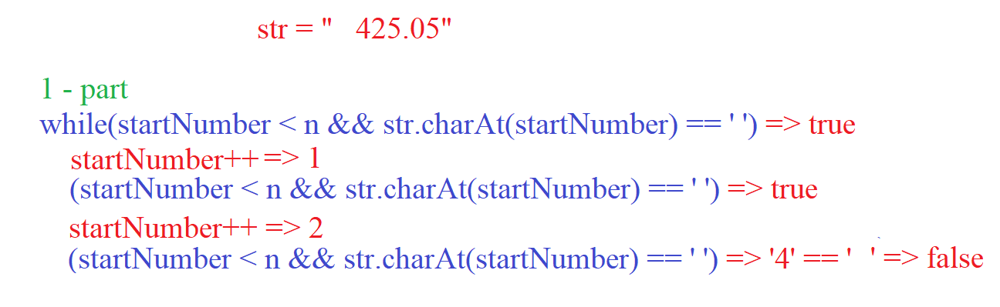 str = "   425.05"
1 - part
while(startNumber < n && str.charAt(startNumber) == ' ') => true
startNumber++ => 1
(startNumber < n && str.charAt(startNumber) == ' ') => true
startNumber++ => 2
(startNumber < n && str.charAt(startNumber) == ' ') => '4' == '  ' => false